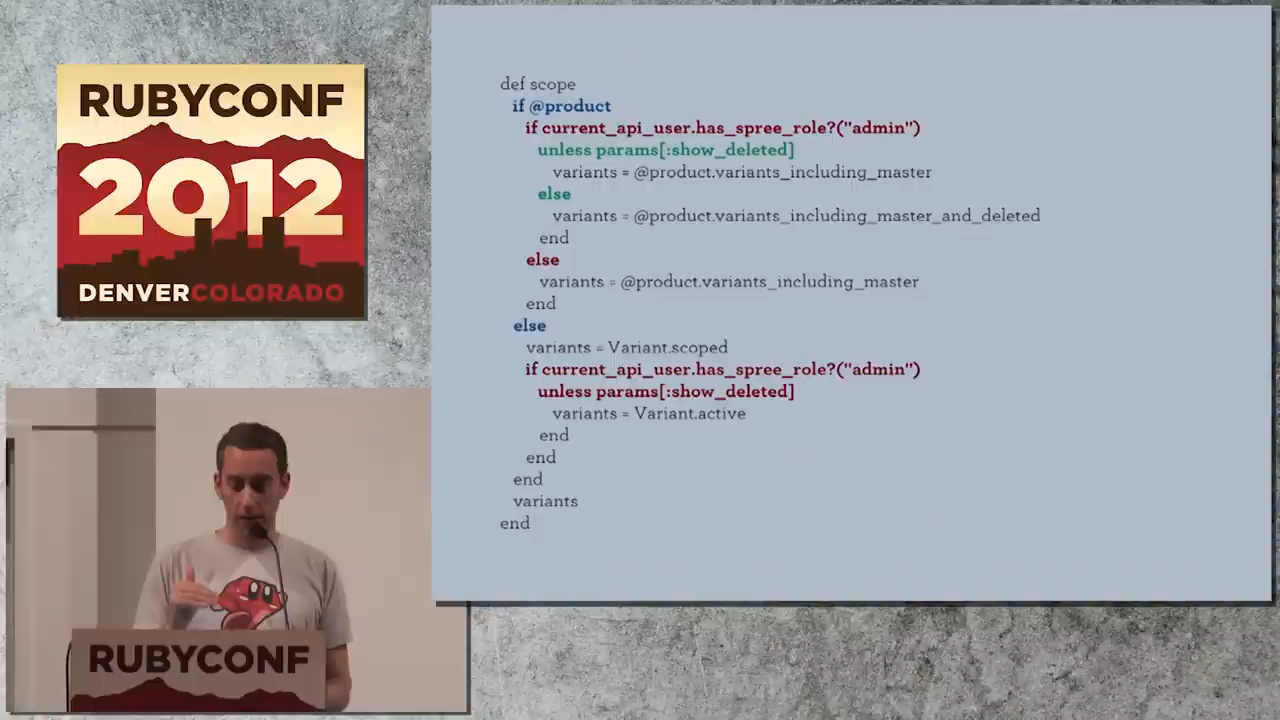 RUBYCONF
2012
DENVERCOLORADO
def scope
if @product
if current_api_user.has_spree_role?("admin")
unless params[:show_deleted]
variants = @product.variants_including_master
else
variants = @product.variants_including_master_and_deleted
end
else
variants = @product.variants_including_master
end
else
variants = Variant.scoped
if current_api_user.has_spree_role?("admin")
unless params[:show_deleted]
variants = Variant.active
end
end
end
variants
end
RUBYCONF